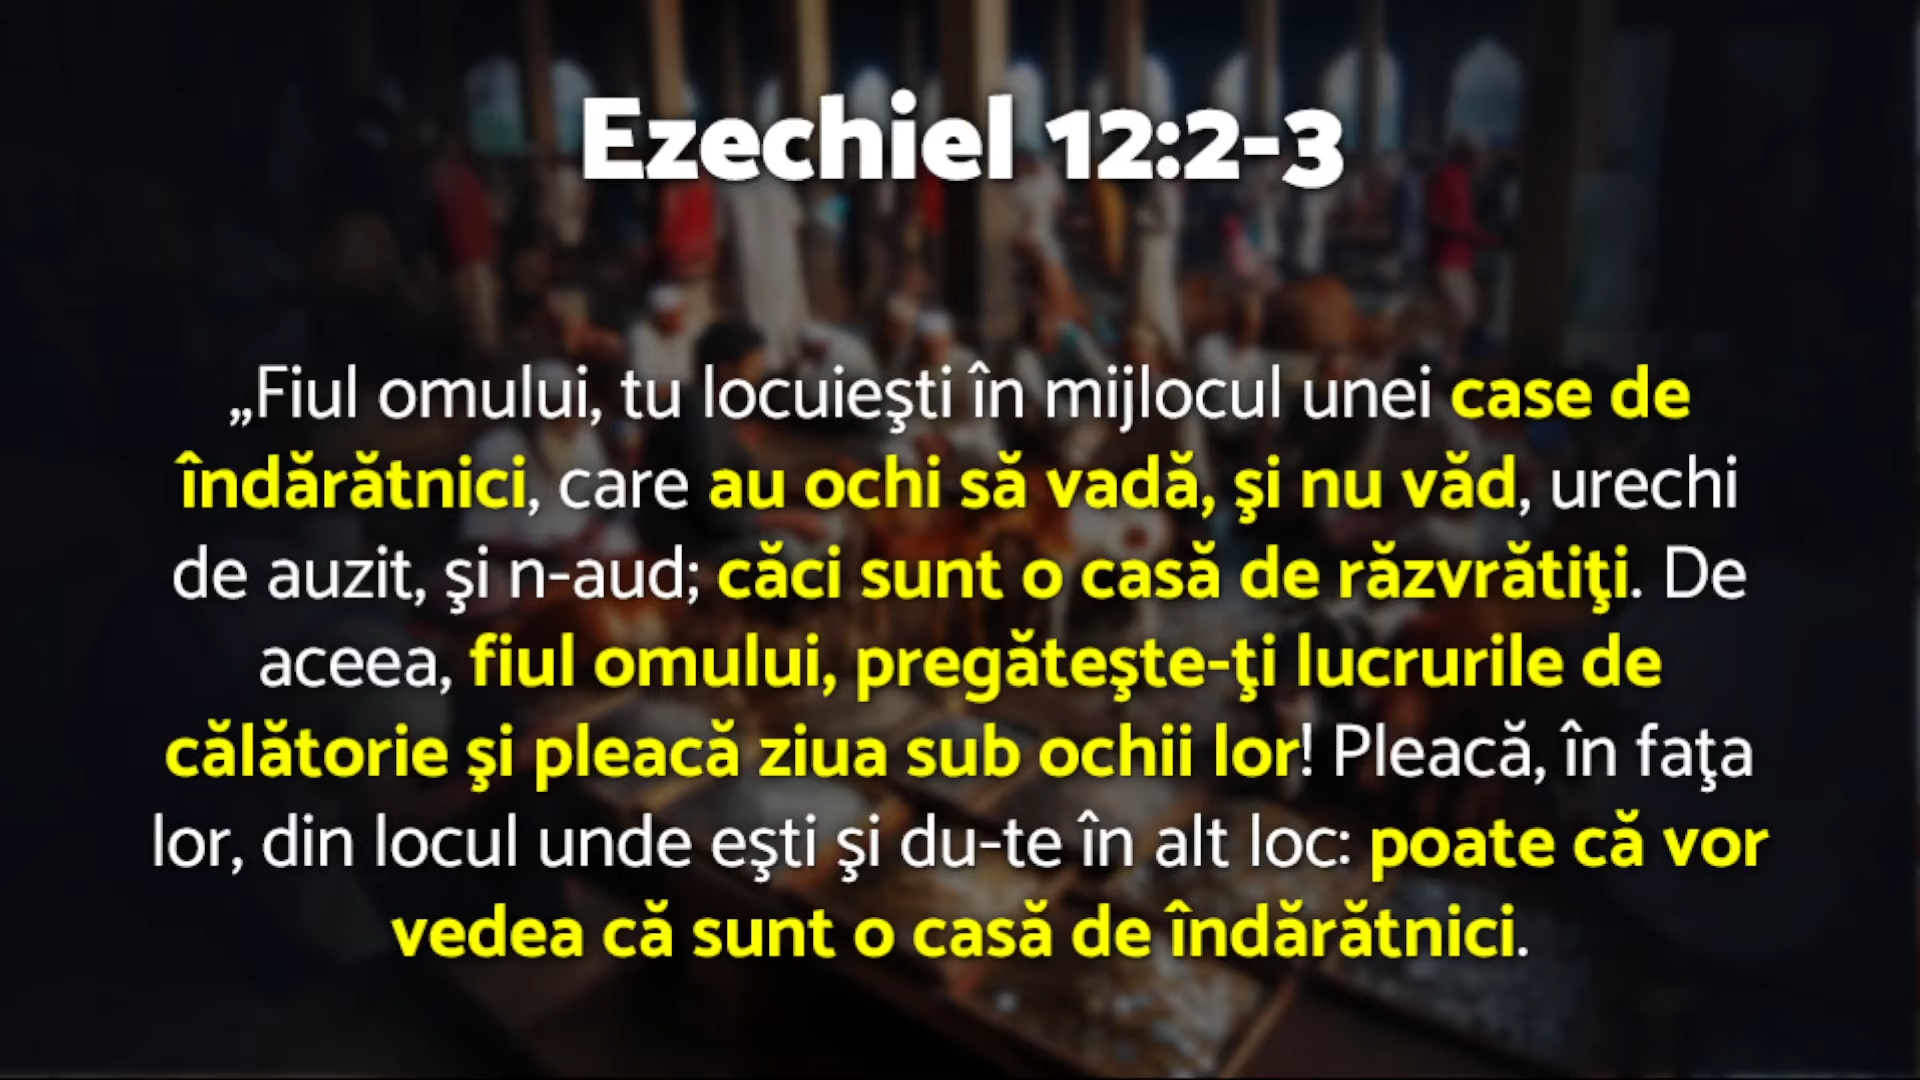 Ezechiel 12:2-3
„Fiul omului, tu locuieşti în mijlocul unei case de
îndărătnici, care au ochi să vadă, şi nu văd, urechi
de auzit, şi n-aud; căci sunt o casă de răzvrătiţi. De
aceea, fiul omului, pregăteşte-ţi lucrurile de
călătorie şi pleacă ziua sub ochii lor! Pleacă, în faţa
lor, din locul unde eşti şi du-te în alt loc: poate că vor
vedea că sunt o casă de îndărătnici.